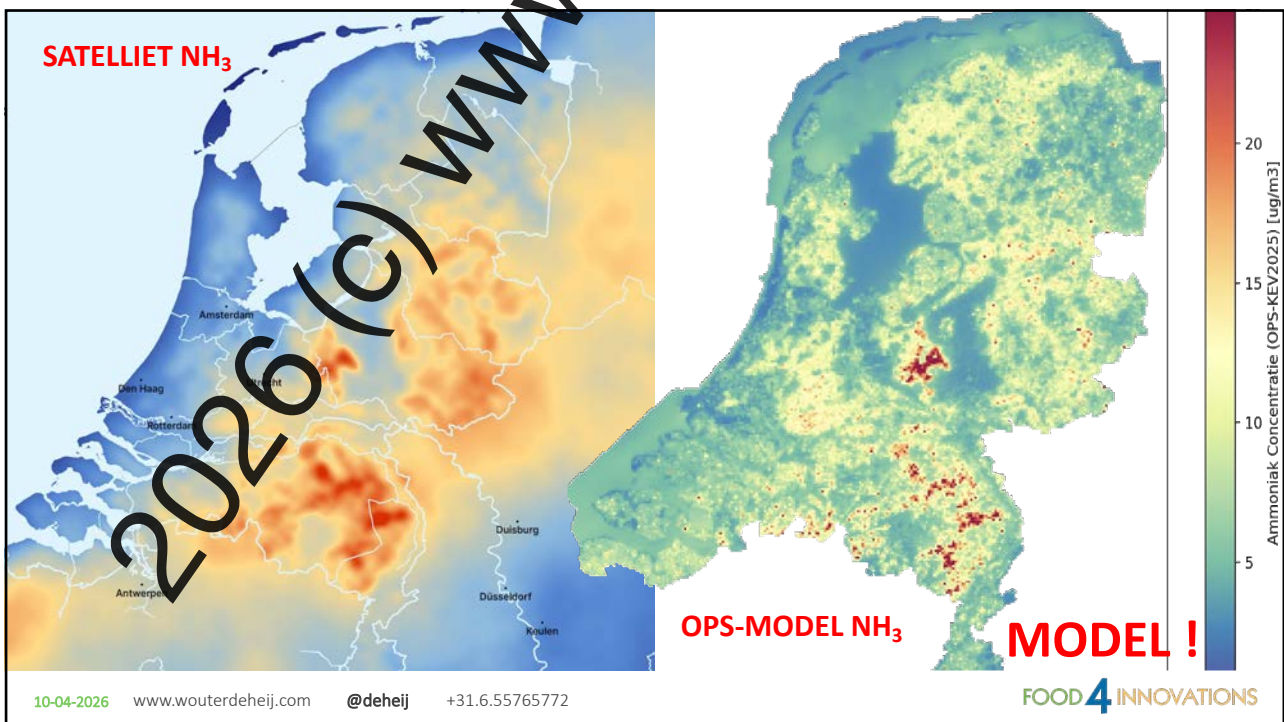 SATELLIET NH₃
2026 (c) www
Amsterdam
Den Haag
Utrecht
Rotterdam
Antwerpen
Duisburg
Düsseldorf
Keulen
20
15
10
5
Ammoniak Concentratie (OPS-KEV2025) [ug/m3]
OPS-MODEL NH₃
MODEL !
10-04-2026 www.wouterdeheij.com @deheij +31.6.55765772
FOOD 4 INNOVATIONS